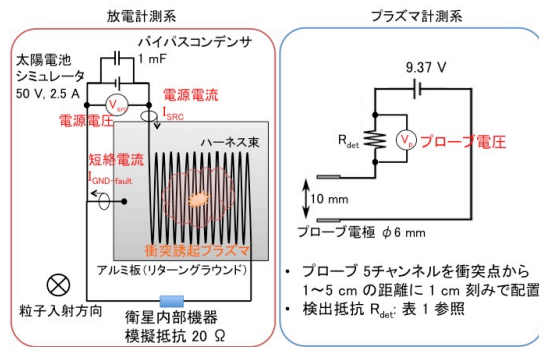 放電計測系
バイパスコンデンサ
1 mF
太陽電池
シミュレータ
50 V, 2.5 A
V_src
電源電圧
電源電流
I_SRC
ハーネス束
短絡電流
I_GND-fault
衝突誘起プラズマ
アルミ板(リターングラウンド)
粒子入射方向
衛星内部機器
模擬抵抗 20 Ω
プラズマ計測系
9.37 V
R_det
V_p
プローブ電圧
10 mm
プローブ電極 φ6 mm
• プローブ 5チャンネルを衝突点から
1~5 cm の距離に 1 cm 刻みで配置
• 検出抵抗 R_det: 表 1 参照